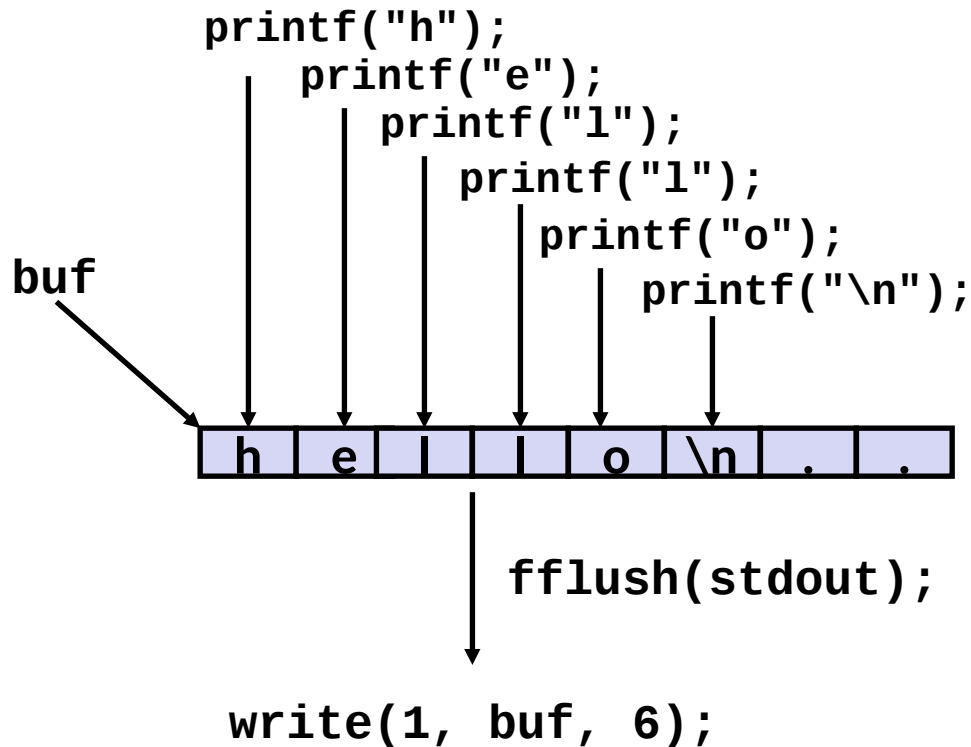 printf("h");
printf("e");
printf("l");
printf("l");
printf("o");
buf
printf("\n");
h e l l o \n . .
fflush(stdout);
write(1, buf, 6);